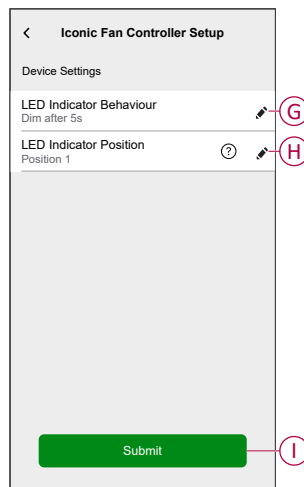 Iconic Fan Controller Setup
Device Settings
LED Indicator Behaviour
Dim after 5s
G
LED Indicator Position
Position 1
?
H
Submit
I